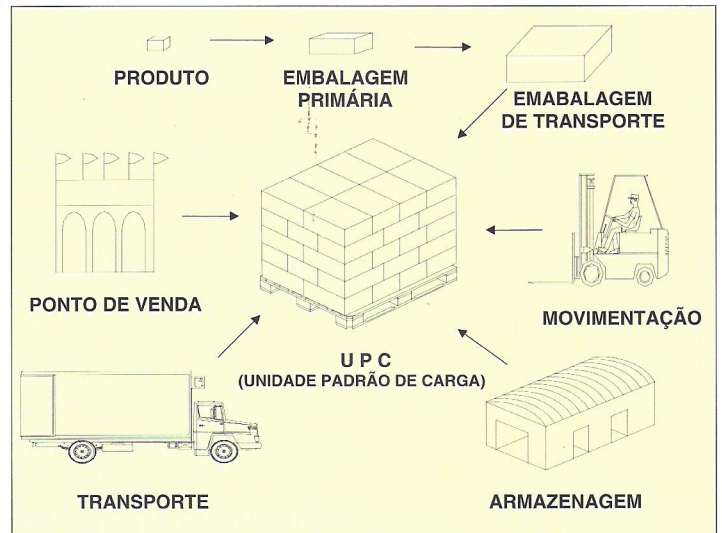 PRODUTO
EMBALAGEM
PRIMÁRIA
EMABALAGEM
DE TRANSPORTE
PONTO DE VENDA
MOVIMENTAÇÃO
U P C
(UNIDADE PADRÃO DE CARGA)
TRANSPORTE
ARMAZENAGEM